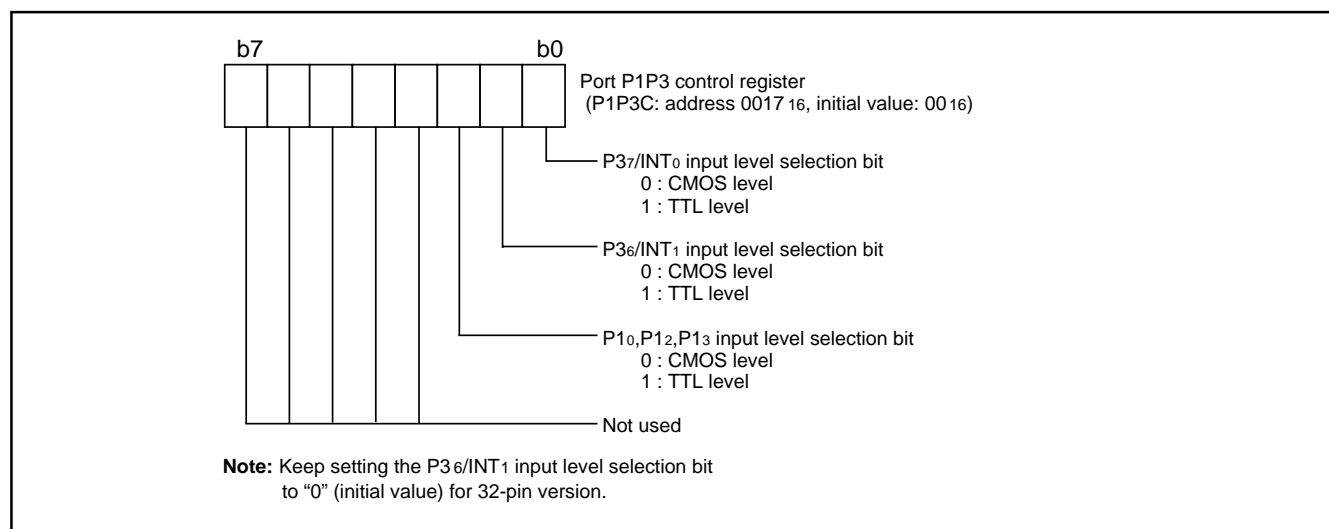 b7 b0
Port P1P3 control register
(P1P3C: address 0017 16, initial value: 00 16)
P37/INT0 input level selection bit
0 : CMOS level
1 : TTL level
P36/INT1 input level selection bit
0 : CMOS level
1 : TTL level
P10,P12,P13 input level selection bit
0 : CMOS level
1 : TTL level
Not used
Note: Keep setting the P3 6/INT1 input level selection bit
to “0” (initial value) for 32-pin version.